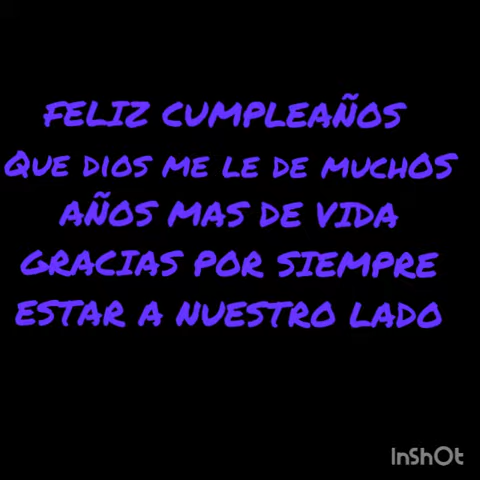 FELIZ CUMPLEAÑOS
QUE DIOS ME LE DE MUCHOS
AÑOS MAS DE VIDA
GRACIAS POR SIEMPRE
ESTAR A NUESTRO LADO
InShOt